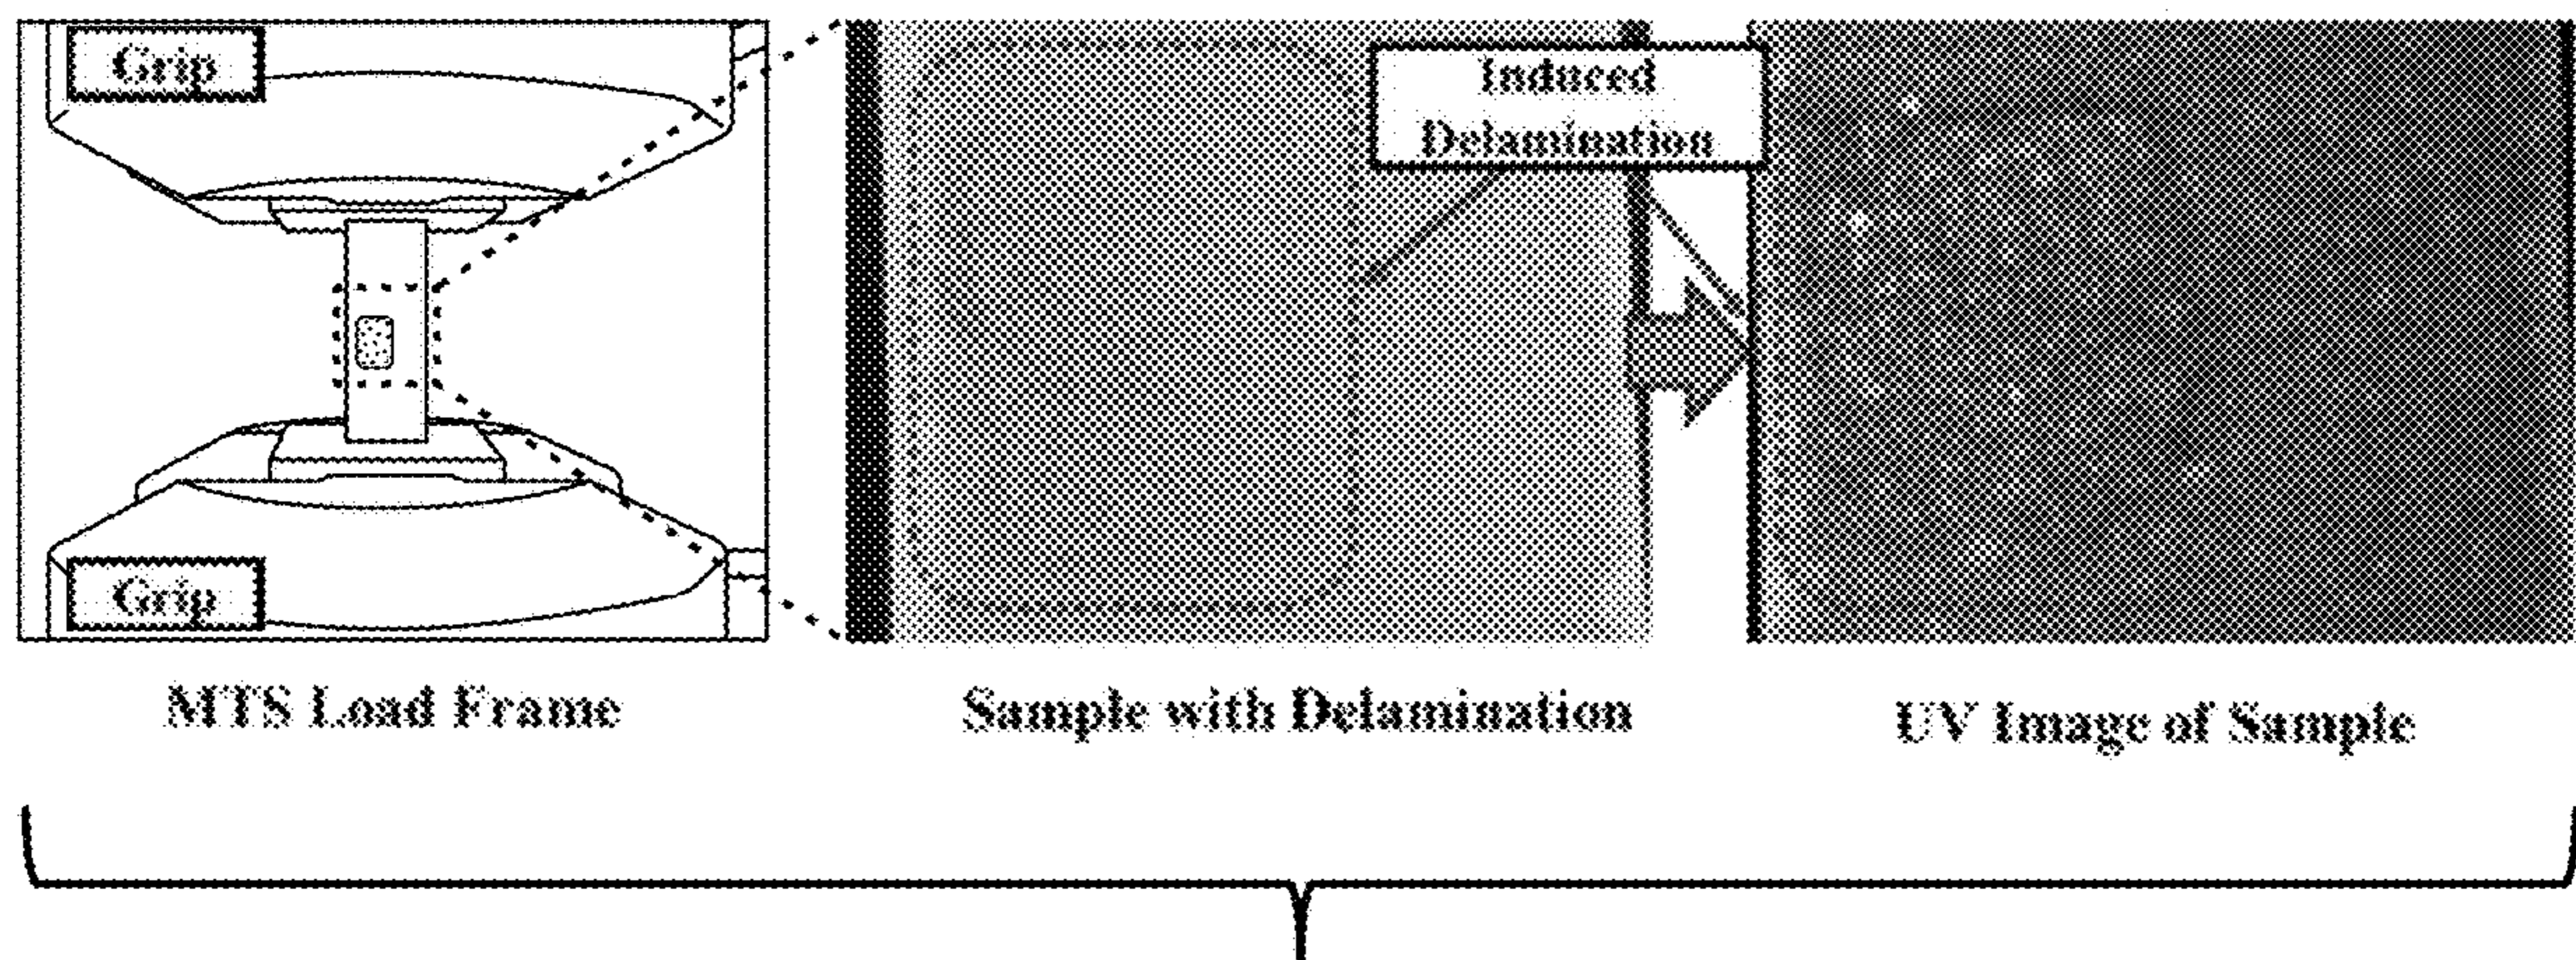 Grip
Induced
Delamination
Grip
MTS Load Frame
Sample with Delamination
UV Image of Sample